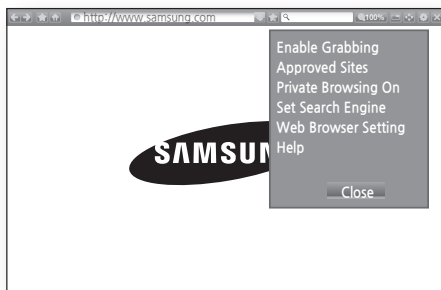 http://www.samsung.com 100%
Enable Grabbing
Approved Sites
Private Browsing On
Set Search Engine
Web Browser Setting
Help
SAMSUN
Close